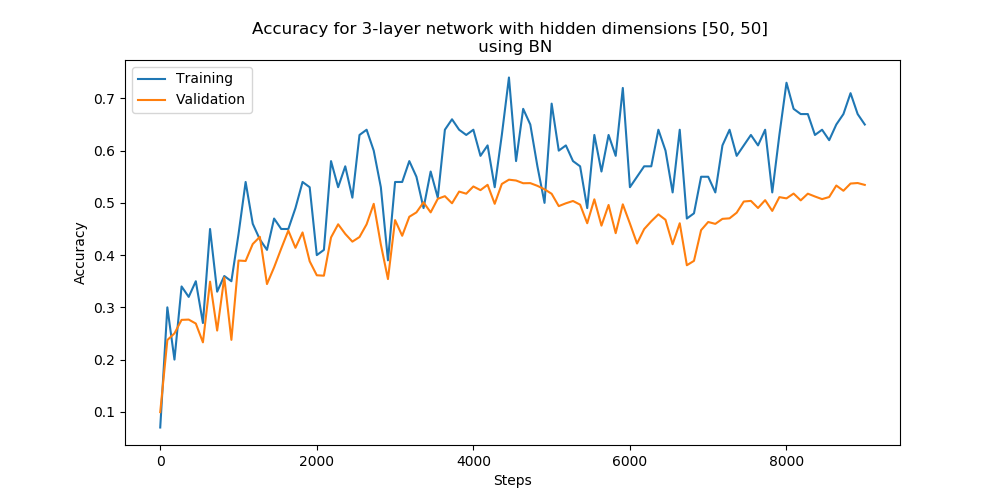 Accuracy for 3-layer network with hidden dimensions [50, 50]
using BN
Training
Validation
0.7
0.6
0.5
0.4
0.3
0.2
0.1
Accuracy
0 2000 4000 6000 8000
Steps